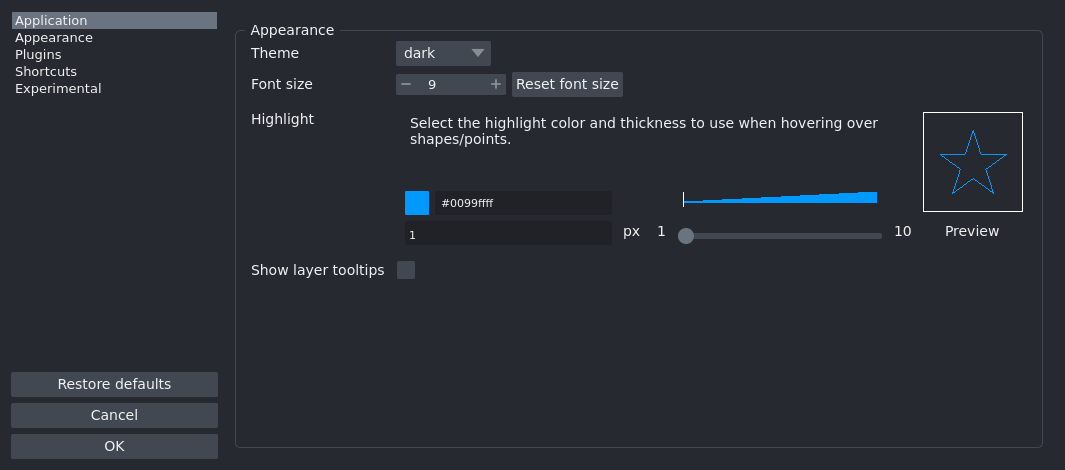 Application
Appearance
Plugins
Shortcuts
Experimental
Restore defaults
Cancel
OK
Appearance
Theme
dark
Font size
9
Reset font size
Highlight
Select the highlight color and thickness to use when hovering over
shapes/points.
#0099ffff
1
px
1
10
Preview
Show layer tooltips